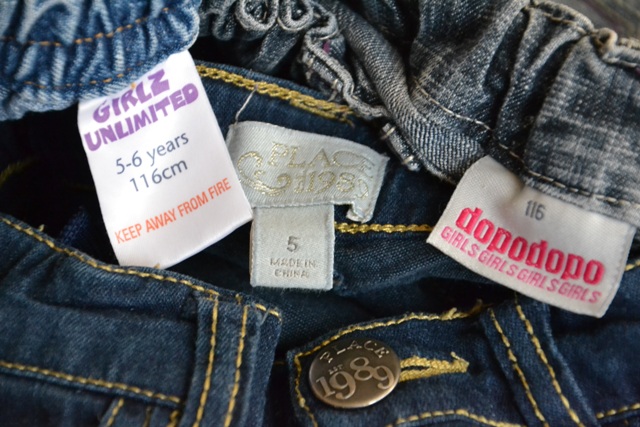 GIRLZ
UNLIMITED
5-6 years
116cm
KEEP AWAY FROM FIRE
PLACE
1989
5
MADE IN
CHINA
116
dopodopo
GIRLS GIRLS GIRLS GIRLS
PLACE
EST
1989